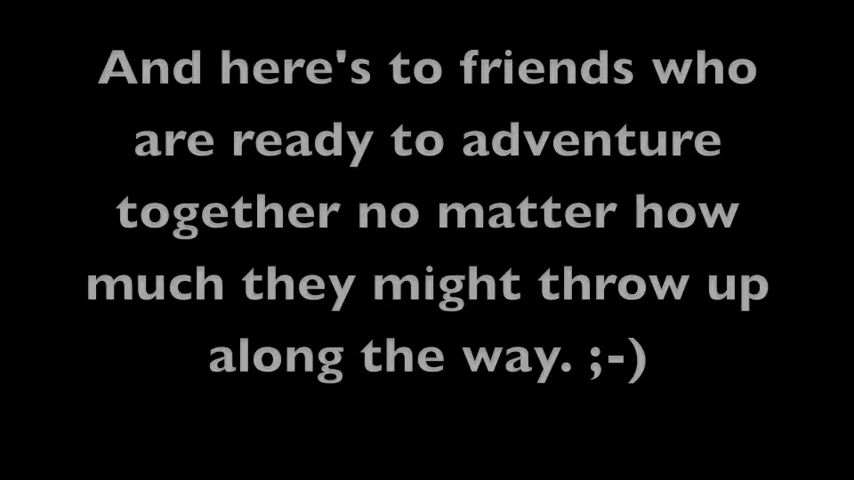 And here's to friends who
are ready to adventure
together no matter how
much they might throw up
along the way. ;-)